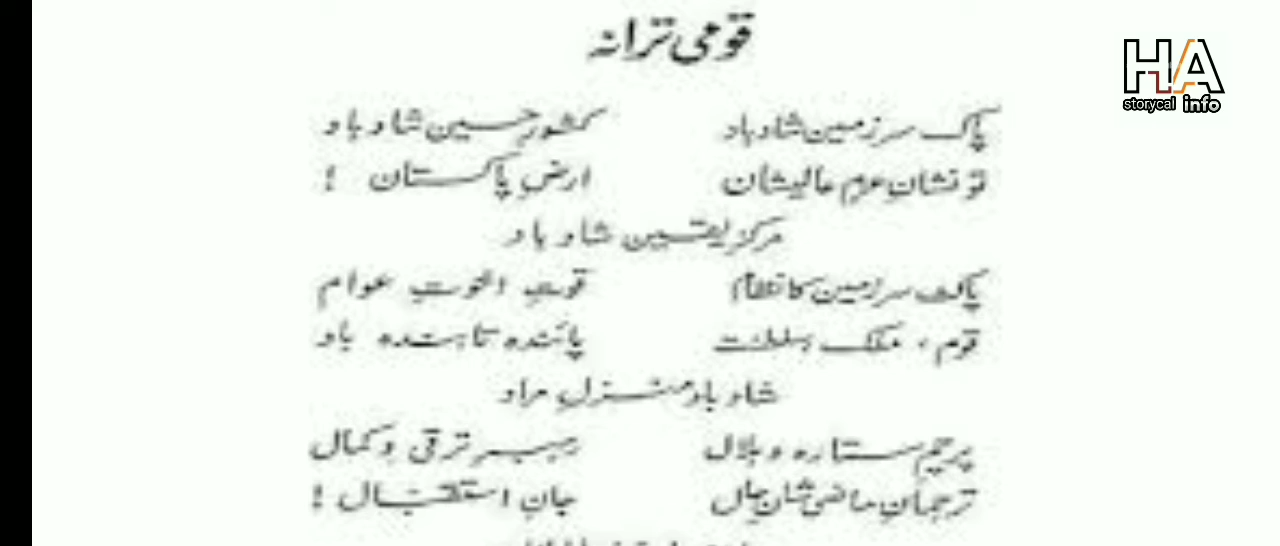 قومی ترانہ
پاک سرزمین شاد باد کشورِ حسین شاد باد
تو نشانِ عزمِ عالیشان ارضِ پاکستان !
مرکزِ یقین شاد باد
پاک سرزمین کا نظام قوتِ اخوتِ عوام
قوم ، ملک سلطنت پائندہ تابندہ باد
شاد باد منزلِ مراد
پرچمِ ستارہ و ہلال رہبرِ ترقی و کمال
ترجمانِ ماضی شانِ حال جانِ استقبال !
HA
storycal info